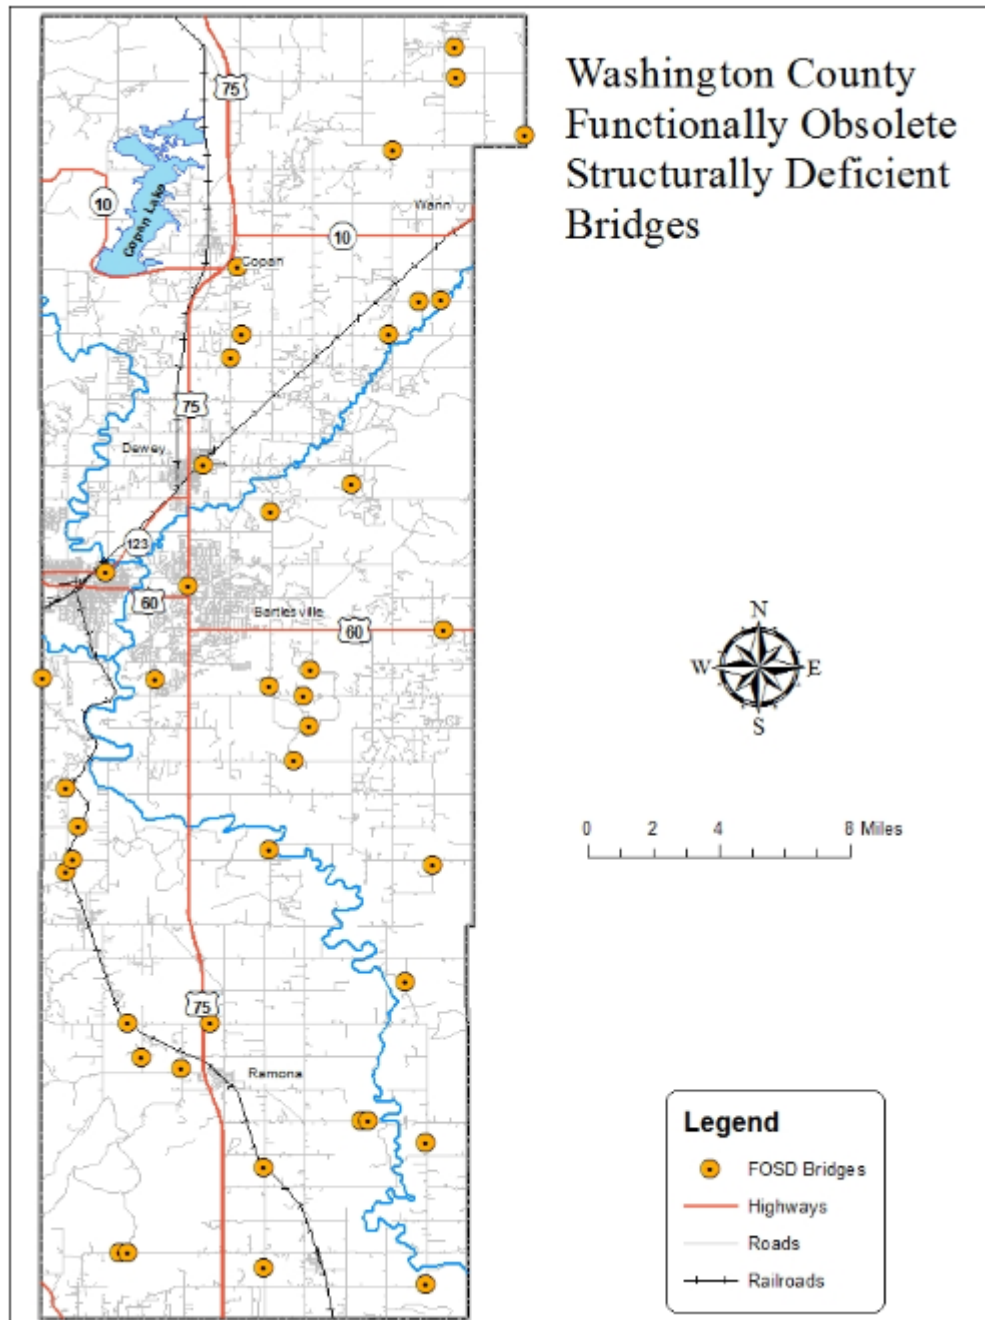 Washington County
Functionally Obsolete
Structurally Deficient
Bridges
75
10
Copan Lake
Wann
10
Copan
75
Dewey
123
60
Bartlesville
60
N
W
E
S
0 2 4 8 Miles
75
Ramona
Legend
FOSD Bridges
Highways
Roads
Railroads